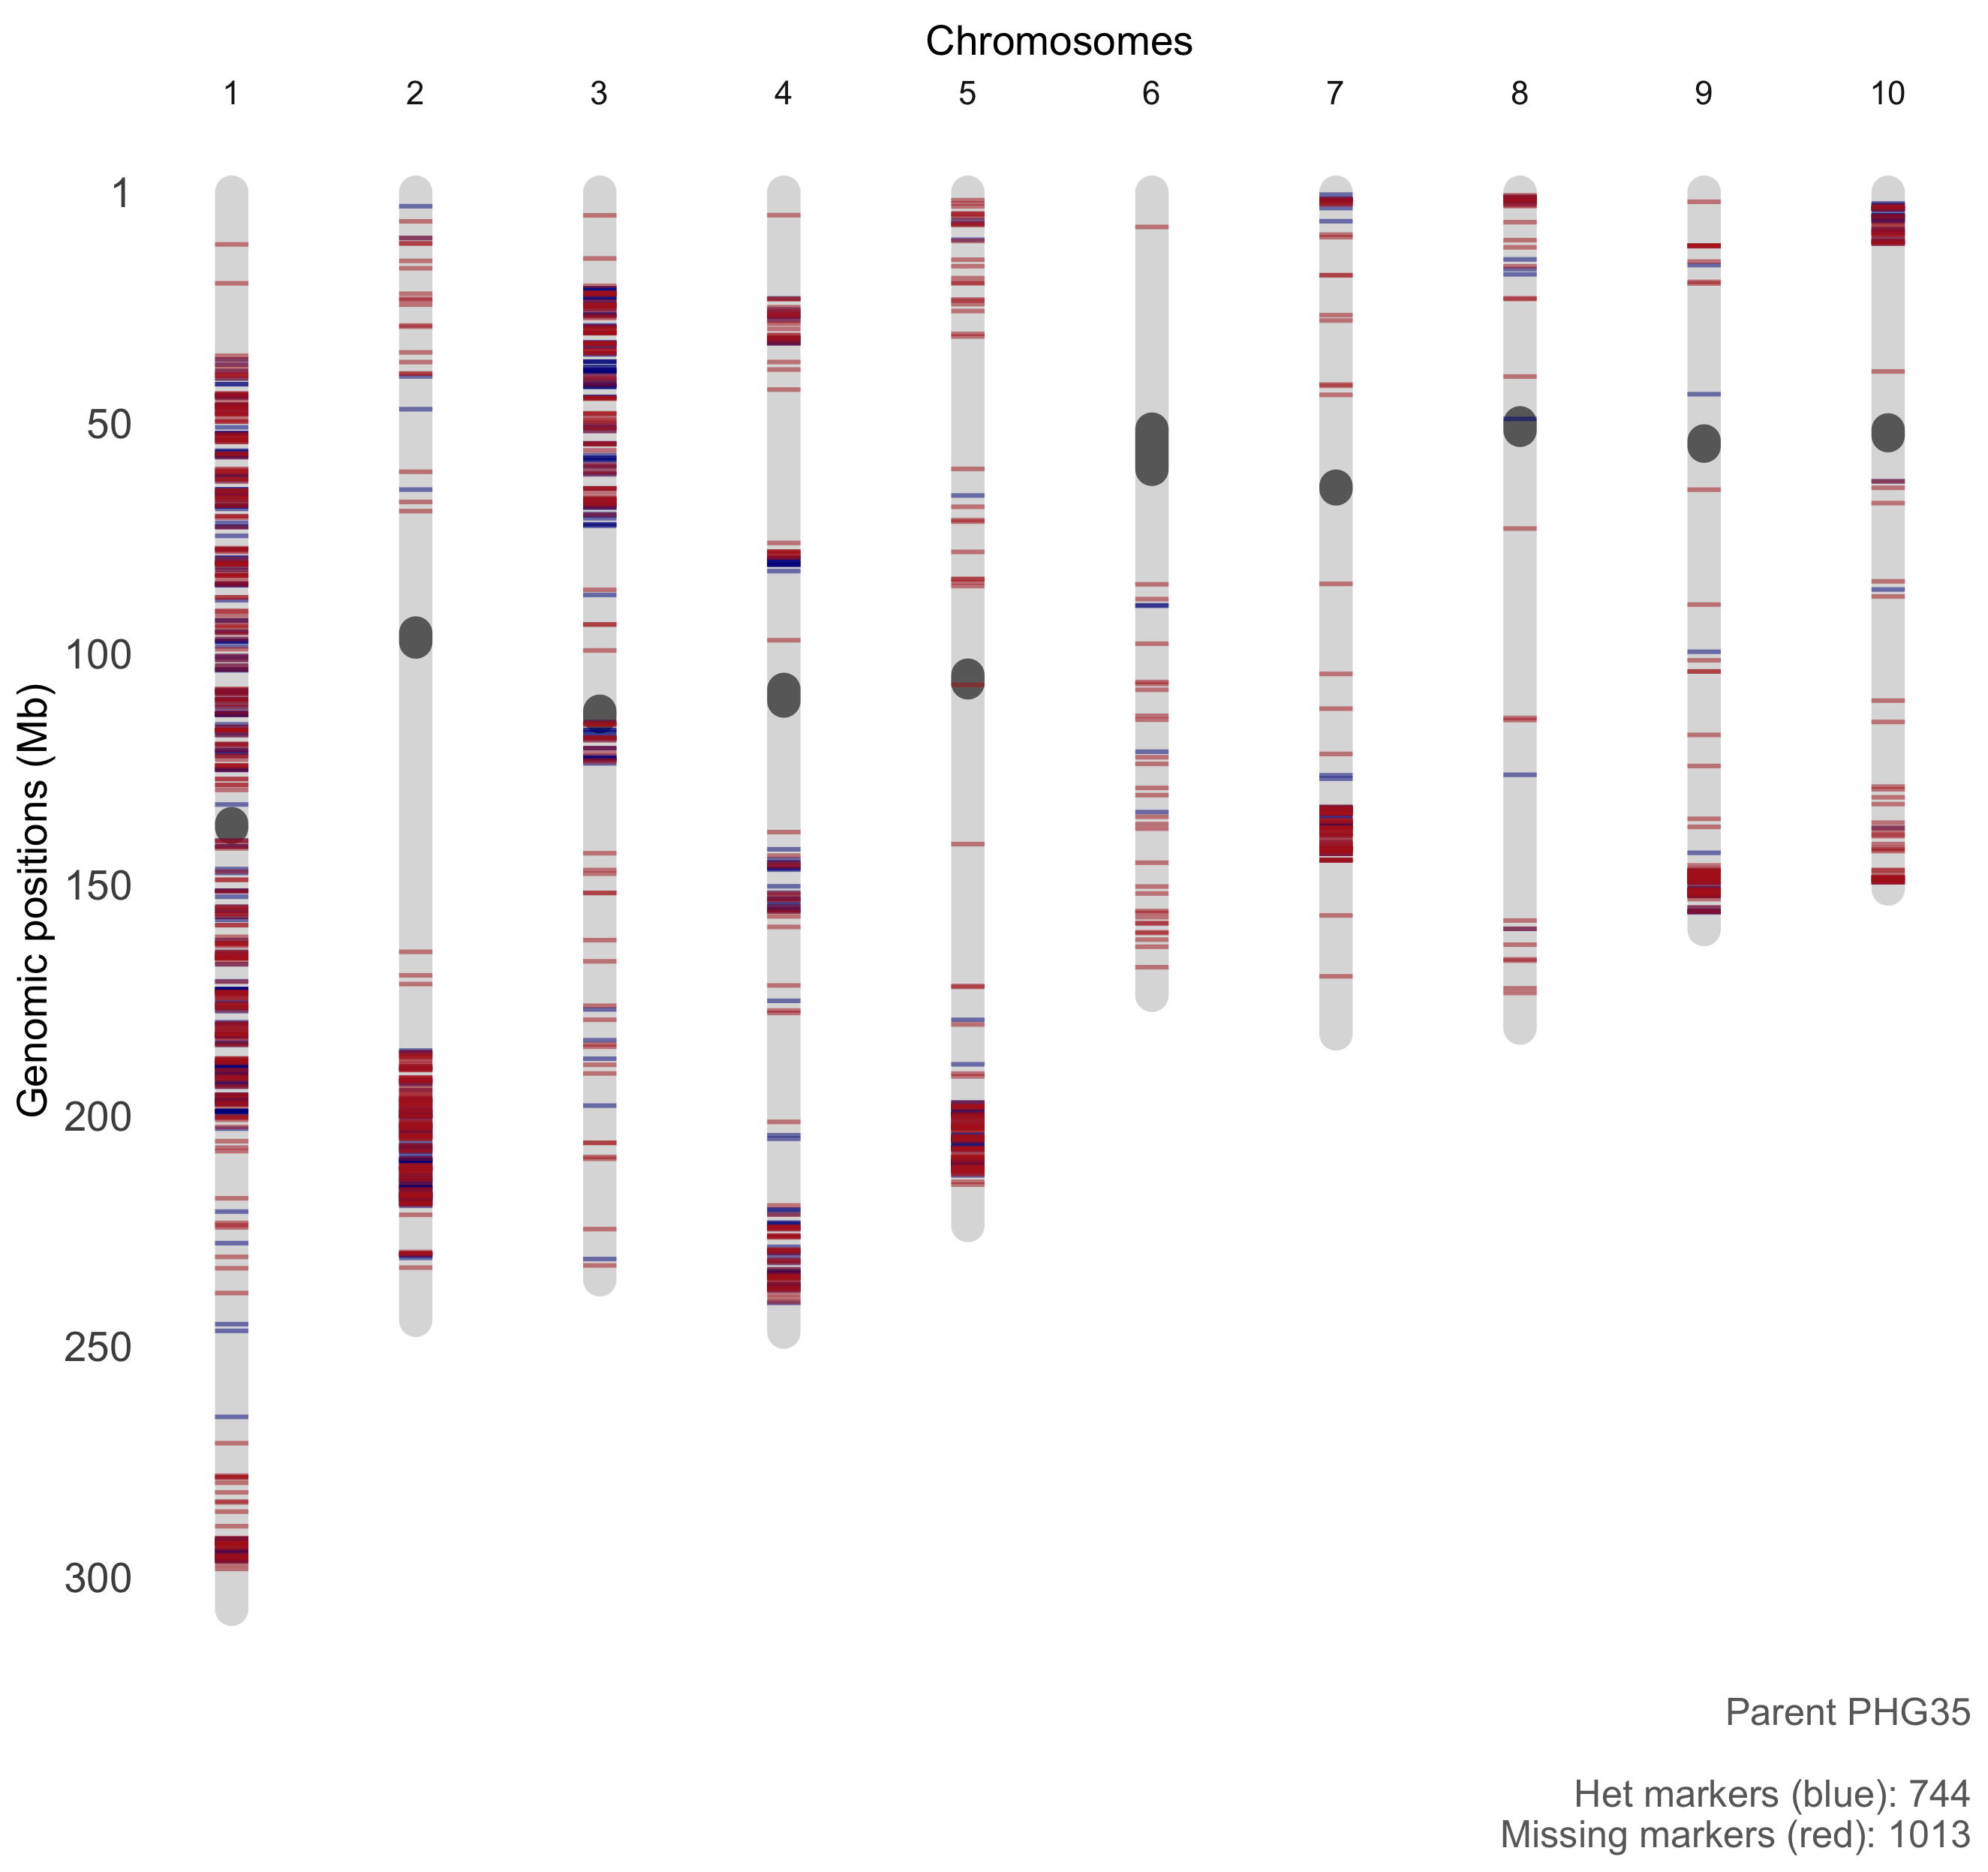 Chromosomes
1 2 3 4 5 6 7 8 9 10
Genomic positions (Mb)
1
50
100
150
200
250
300
Parent PHG35
Het markers (blue): 744
Missing markers (red): 1013